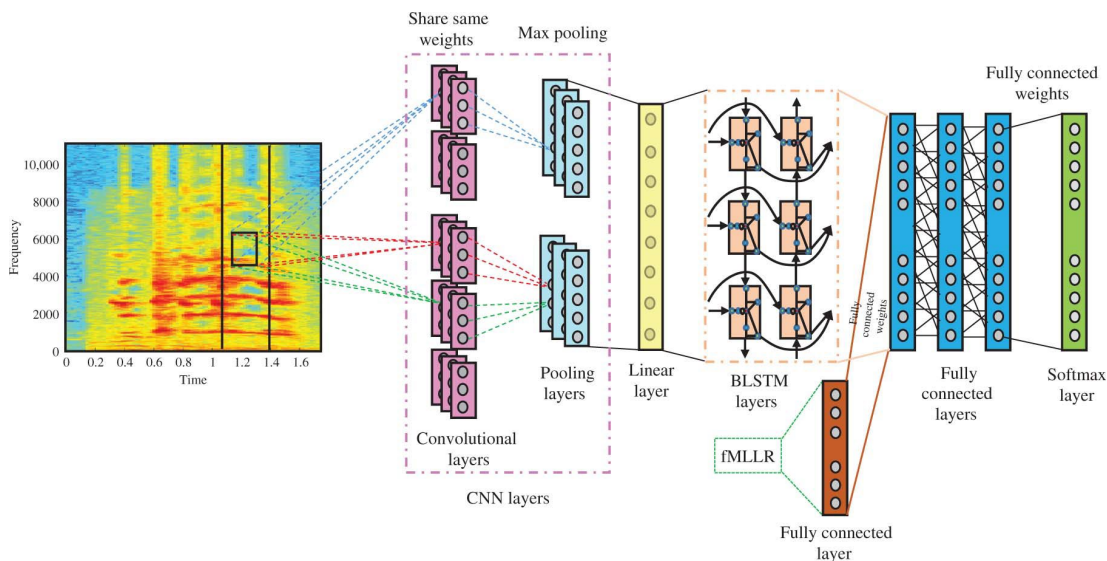 Share same
weights
Max pooling
Fully connected
weights
Frequency
10,000
8000
6000
4000
2000
0
0 0.2 0.4 0.6 0.8 1 1.2 1.4 1.6
Time
Convolutional
layers
Pooling
layers
CNN layers
Linear
layer
BLSTM
layers
Fully
connected
weights
fMLLR
Fully connected
layer
Fully
connected
layers
Softmax
layer